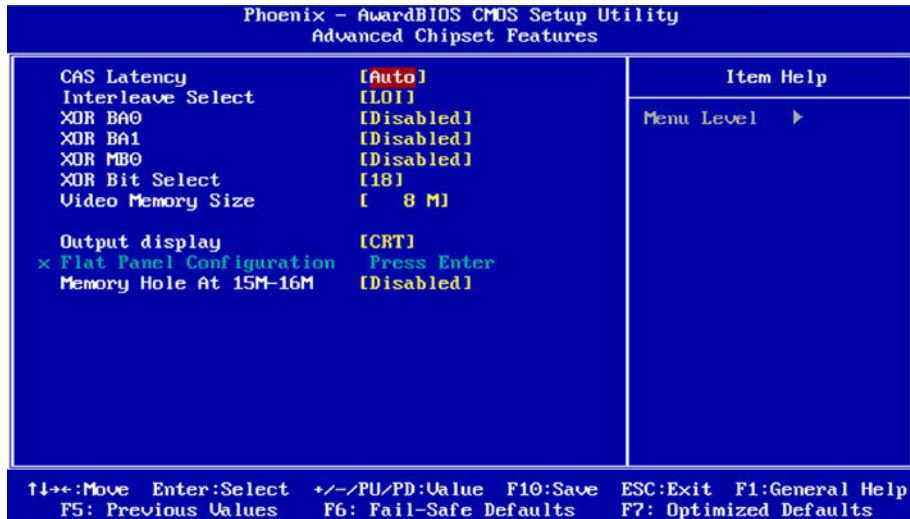 Phoenix - AwardBIOS CMOS Setup Utility
Advanced Chipset Features
CAS Latency [Auto]
Interleave Select [LOI]
XOR BA0 [Disabled]
XOR BA1 [Disabled]
XOR MB0 [Disabled]
XOR Bit Select [18]
Video Memory Size [ 8 M]
Output display [CRT]
x Flat Panel Configuration Press Enter
Memory Hole At 15M-16M [Disabled]
Item Help
Menu Level ▶
↑↓→←:Move Enter:Select +/-/PU/PD:Value F10:Save ESC:Exit F1:General Help
F5: Previous Values F6: Fail-Safe Defaults F7: Optimized Defaults